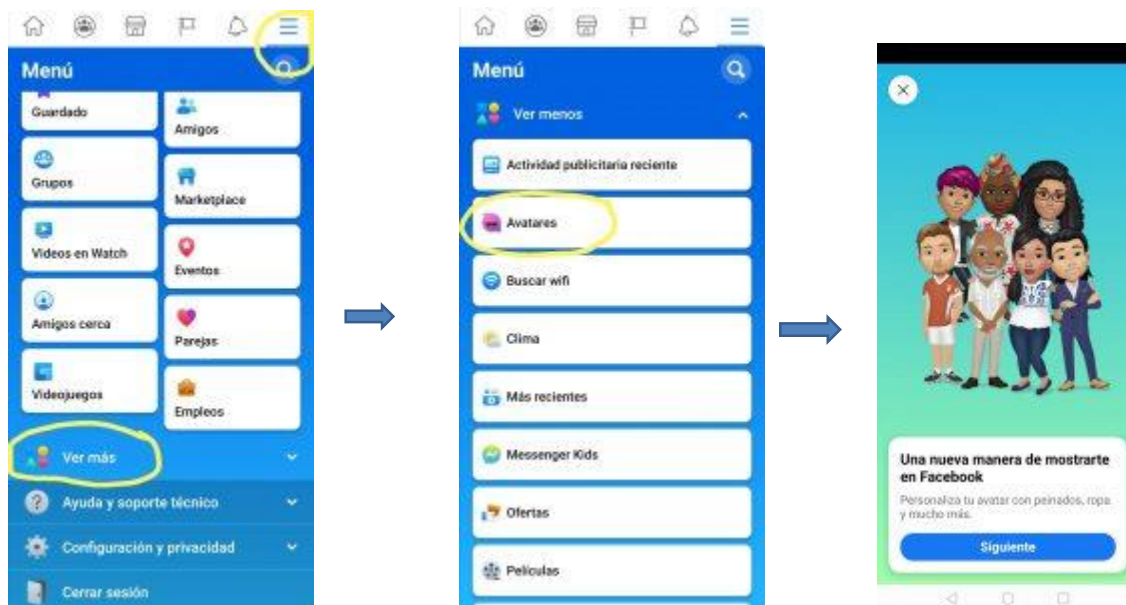 Menú
Guardado
Amigos
Grupos
Marketplace
Videos en Watch
Eventos
Amigos cerca
Parejas
Videojuegos
Empleos
Ver más
Ayuda y soporte técnico
Configuración y privacidad
Cerrar sesión
Menú
Ver menos
Actividad publicitaria reciente
Avatares
Buscar wifi
Clima
Más recientes
Messenger Kids
Ofertas
Películas
Una nueva manera de mostrarte
en Facebook
Personaliza tu avatar con peinados, ropa
y mucho más.
Siguiente